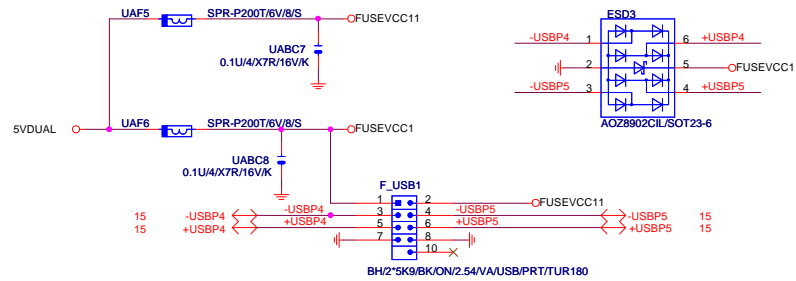 UAF5 SPR-P200T/6V/8/S FUSEVCC11
UABC7
0.1U/4/X7R/16V/K
ESD3
-USBP4 1 6 +USBP4
2 5 FUSEVCC1
-USBP5 3 4 +USBP5
AOZ8902CIL/SOT23-6
5VDUAL UAF6 SPR-P200T/6V/8/S FUSEVCC1
UABC8
0.1U/4/X7R/16V/K
F_USB1
1 2 FUSEVCC11
15 -USBP4 -USBP4 3 4 -USBP5 -USBP5 15
15 +USBP4 +USBP4 5 6 +USBP5 +USBP5 15
7 8
10
BH/2*5K9/BK/ON/2.54/VA/USB/PRT/TUR180